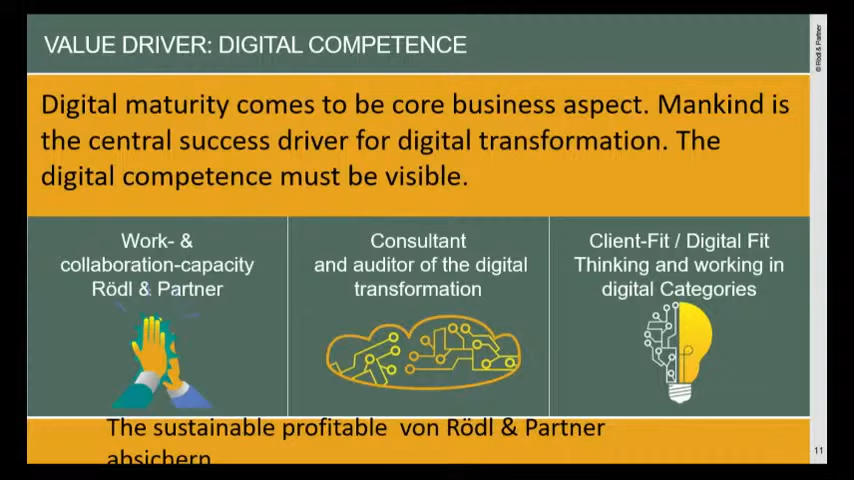 VALUE DRIVER: DIGITAL COMPETENCE
© Rödl & Partner
Digital maturity comes to be core business aspect. Mankind is
the central success driver for digital transformation. The
digital competence must be visible.
Work- &
collaboration-capacity
Rödl & Partner
Consultant
and auditor of the digital
transformation
Client-Fit / Digital Fit
Thinking and working in
digital Categories
The sustainable profitable von Rödl & Partner
absichern
11